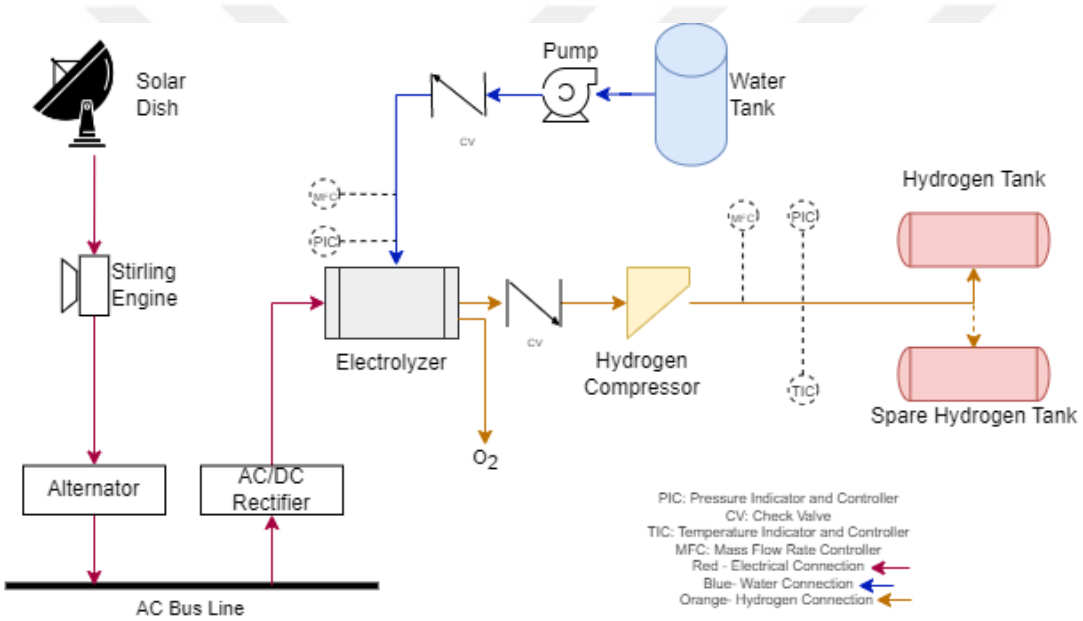 Solar
Dish
Pump
Water
Tank
CV
MFC
PIC
Stirling
Engine
Electrolyzer
CV
Hydrogen
Compressor
MFC
PIC
TIC
Hydrogen Tank
Spare Hydrogen Tank
O2
Alternator
AC/DC
Rectifier
AC Bus Line
PIC: Pressure Indicator and Controller
CV: Check Valve
TIC: Temperature Indicator and Controller
MFC: Mass Flow Rate Controller
Red - Electrical Connection
Blue- Water Connection
Orange- Hydrogen Connection